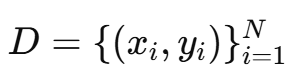 D = {(x_i, y_i)}_{i=1}^{N}